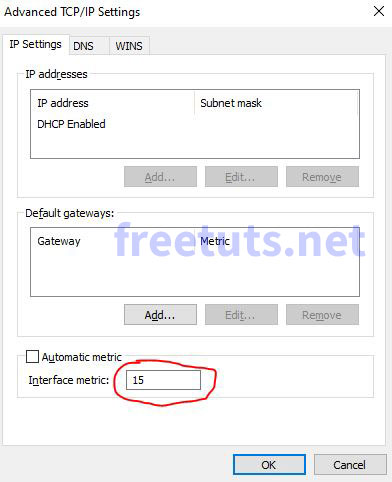 Advanced TCP/IP Settings
IP Settings DNS WINS
IP addresses
IP address Subnet mask
DHCP Enabled
Add... Edit... Remove
Default gateways:
Gateway Metric
freetuts.net
Add... Edit... Remove
Automatic metric
Interface metric: 15
OK Cancel